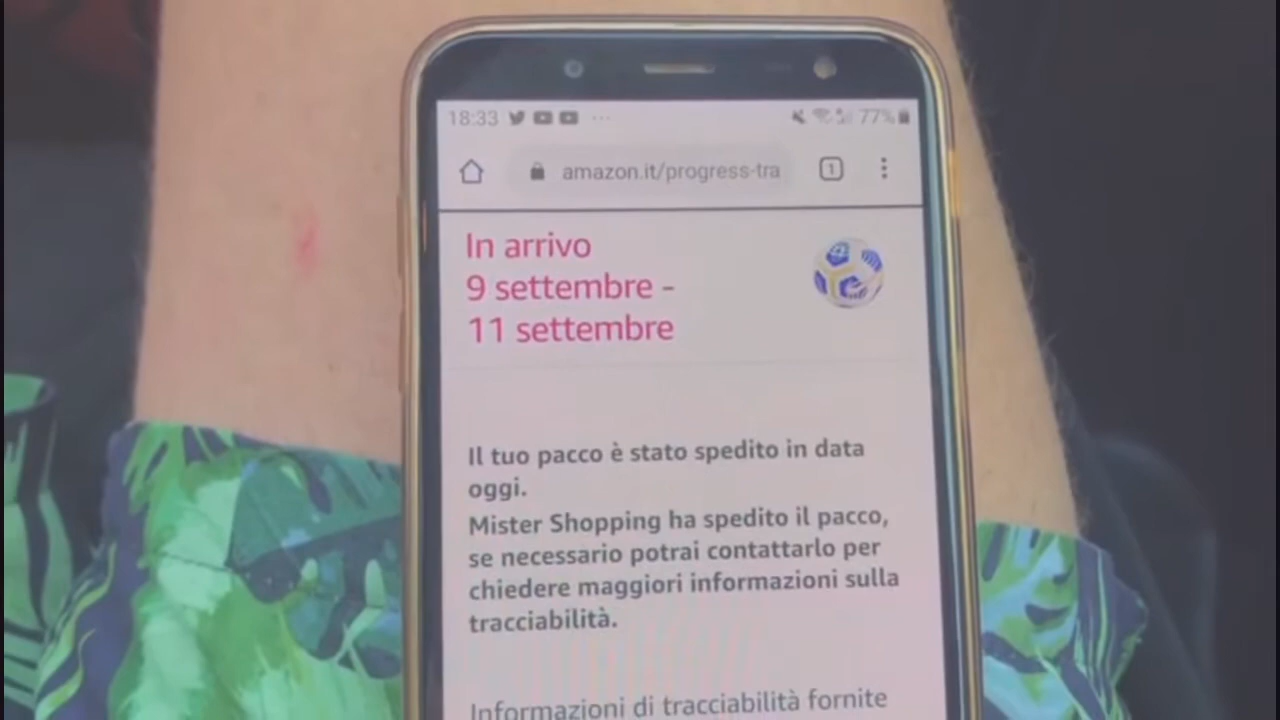 18:33 ... 77%
amazon.it/progress-tra
1
In arrivo
9 settembre -
11 settembre
Il tuo pacco è stato spedito in data
oggi.
Mister Shopping ha spedito il pacco,
se necessario potrai contattarlo per
chiedere maggiori informazioni sulla
tracciabilità.
Informazioni di tracciabilità fornite